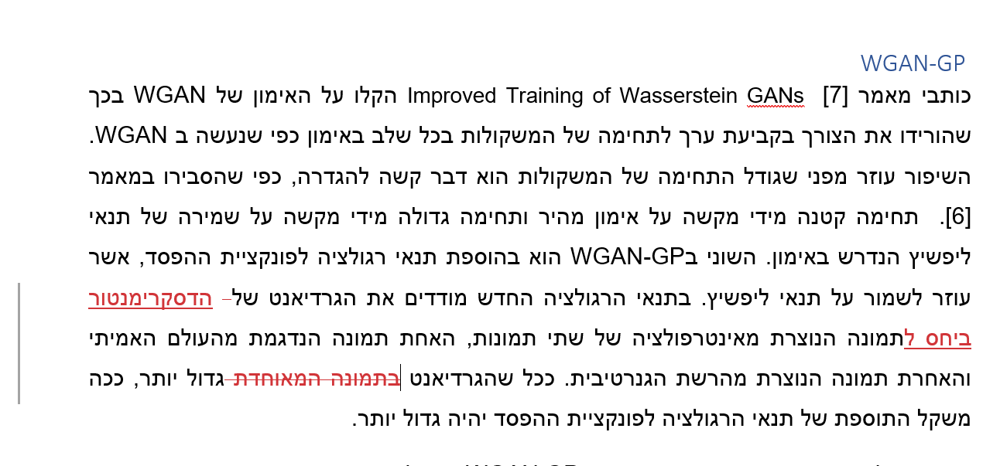 WGAN-GP
כותבי מאמר [7] Improved Training of Wasserstein GANs הקלו על האימון של WGAN בכך
שהורידו את הצורך בקביעת ערך לתחימה של המשקולות בכל שלב באימון כפי שנעשה ב WGAN.
השיפור עוזר מפני שגודל התחימה של המשקולות הוא דבר קשה להגדרה, כפי שהסבירו במאמר
[6]. תחימה קטנה מידי מקשה על אימון מהיר ותחימה גדולה מידי מקשה על שמירה של תנאי
ליפשיץ הנדרש באימון. השוני בWGAN-GP הוא בהוספת תנאי רגולציה לפונקציית ההפסד, אשר
עוזר לשמור על תנאי ליפשיץ. בתנאי הרגולציה החדש מודדים את הגרדיאנט של הדסקרימנטור
ביחס לתמונה הנוצרת מאינטרפולציה של שתי תמונות, האחת תמונה הנדגמת מהעולם האמיתי
והאחרת תמונה הנוצרת מהרשת הגנרטיבית. ככל שהגרדיאנט בתמונה המאוחדת גדול יותר, ככה
משקל התוספת של תנאי הרגולציה לפונקציית ההפסד יהיה גדול יותר.